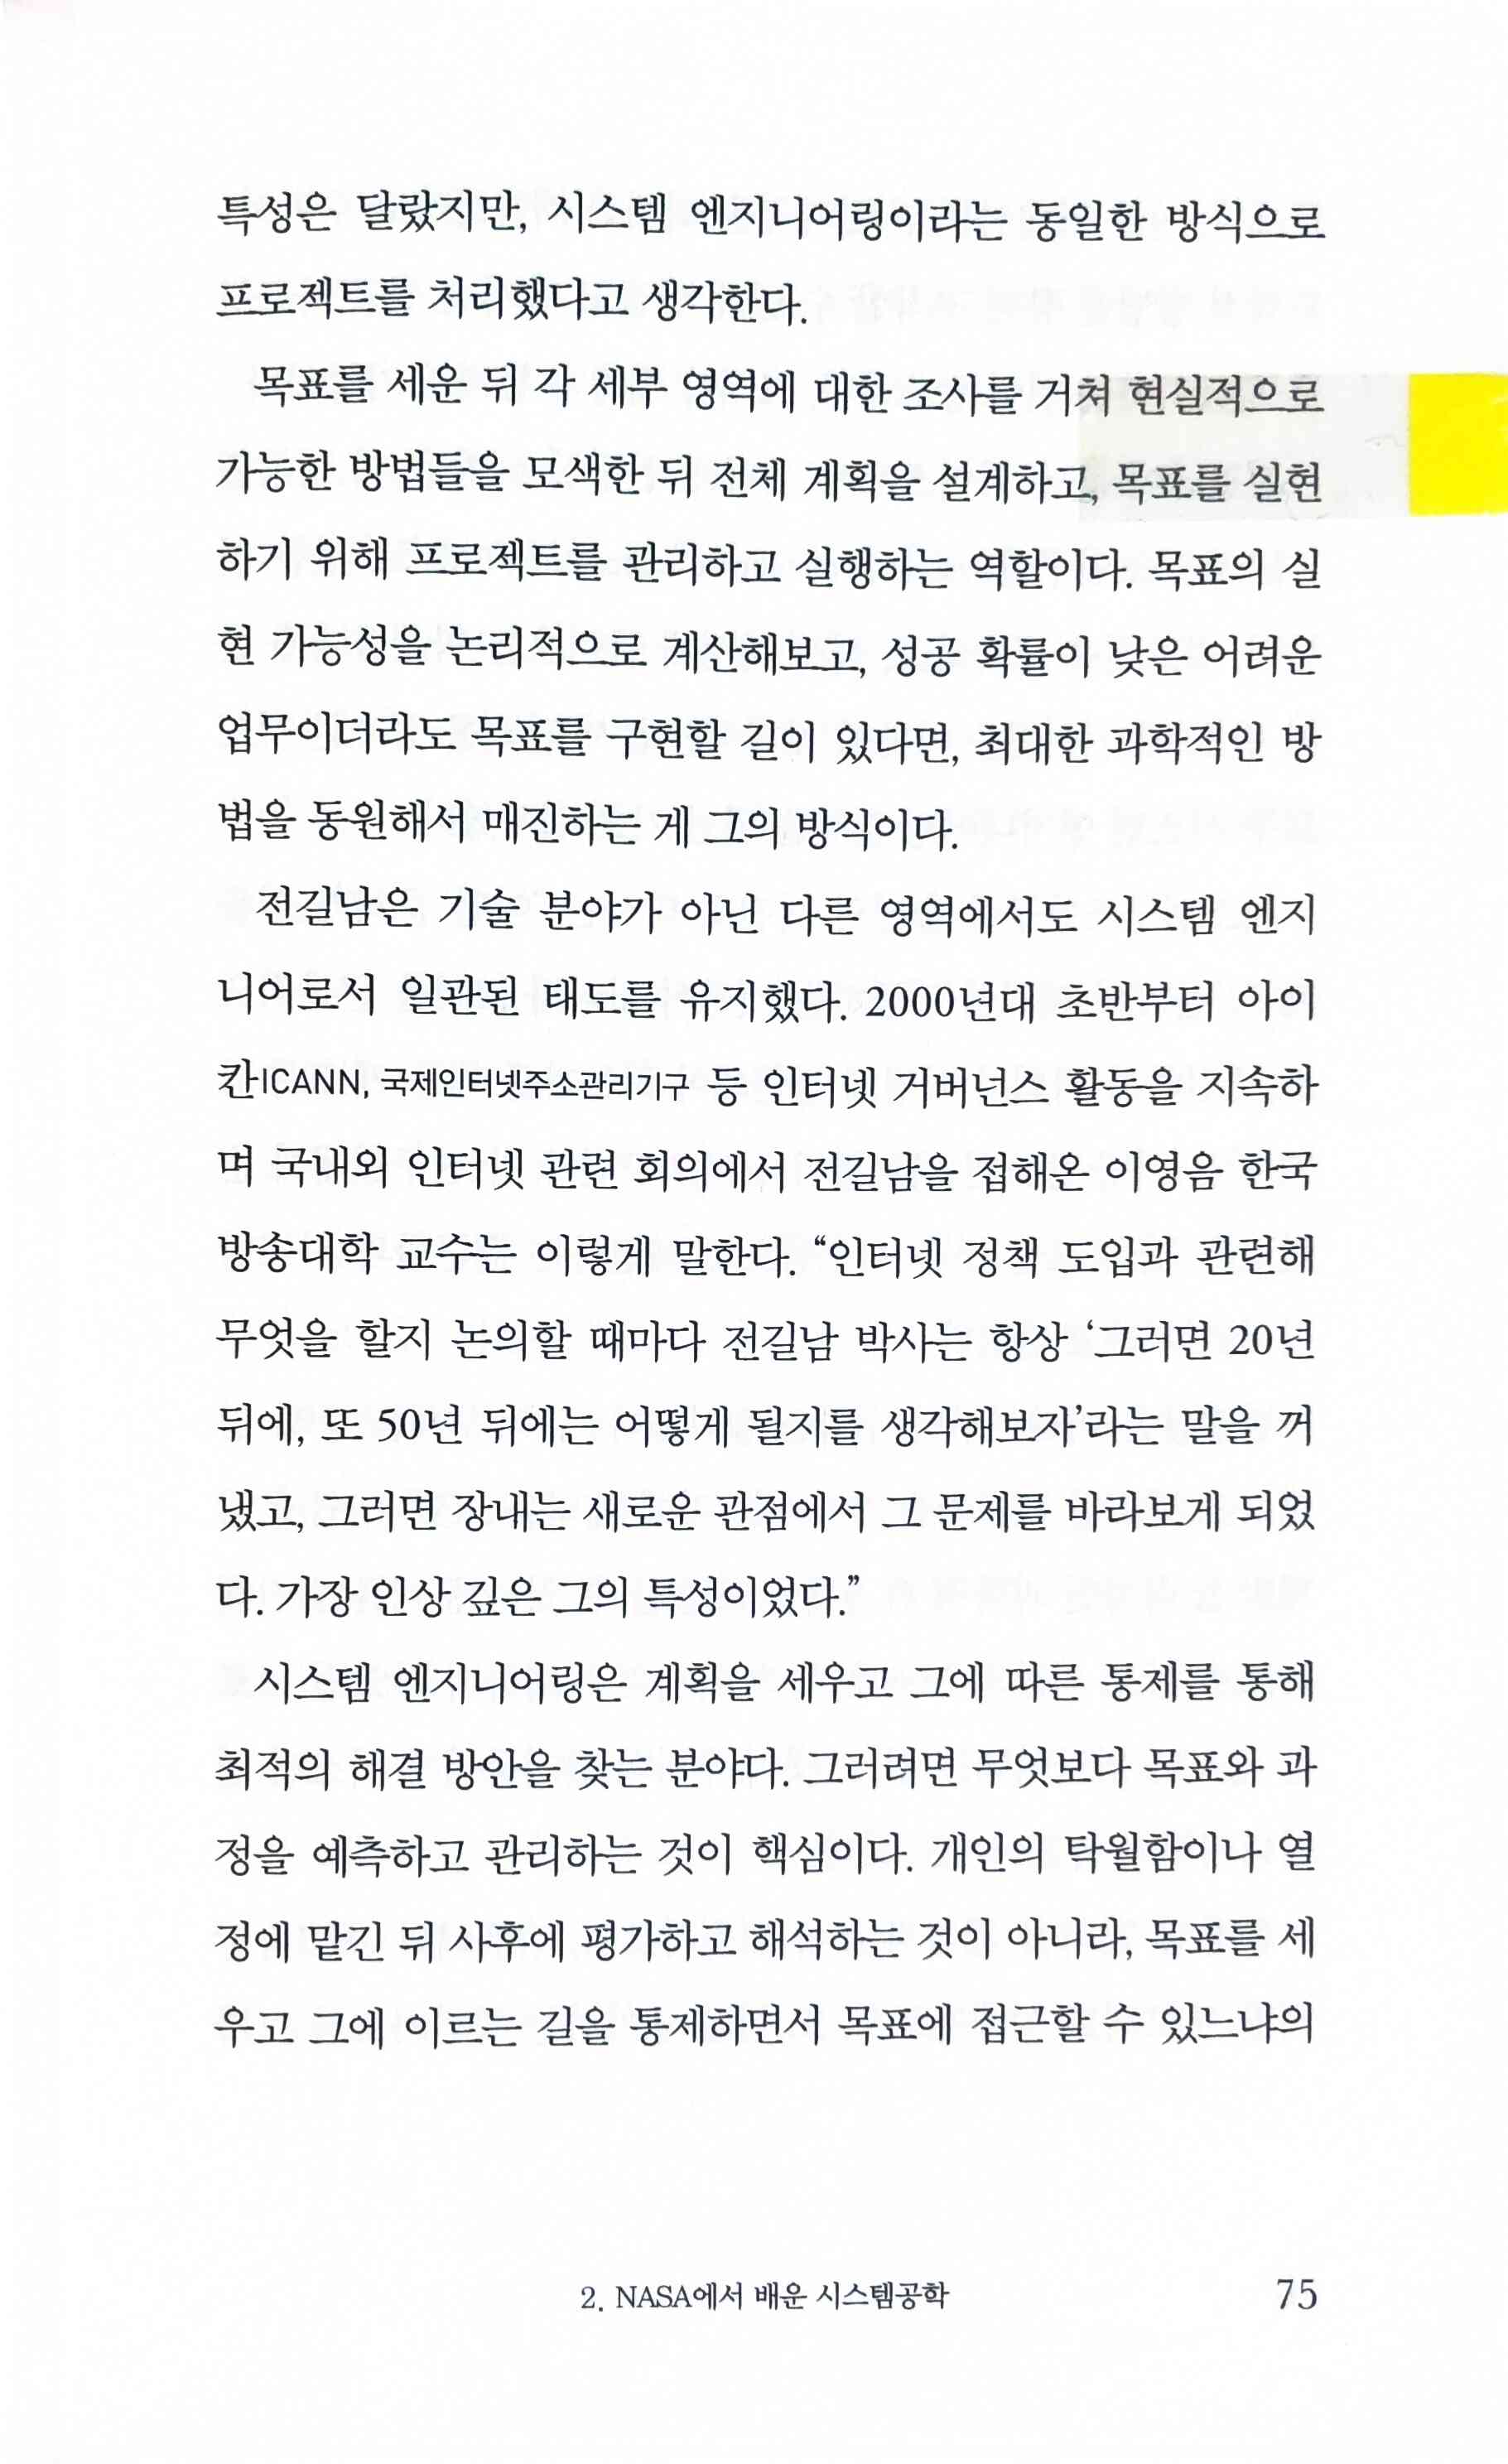 특성은 달랐지만, 시스템 엔지니어링이라는 동일한 방식으로
프로젝트를 처리했다고 생각한다.
목표를 세운 뒤 각 세부 영역에 대한 조사를 거쳐 현실적으로
가능한 방법들을 모색한 뒤 전체 계획을 설계하고, 목표를 실현
하기 위해 프로젝트를 관리하고 실행하는 역할이다. 목표의 실
현 가능성을 논리적으로 계산해보고, 성공 확률이 낮은 어려운
업무이더라도 목표를 구현할 길이 있다면, 최대한 과학적인 방
법을 동원해서 매진하는 게 그의 방식이다.
전길남은 기술 분야가 아닌 다른 영역에서도 시스템 엔지
니어로서 일관된 태도를 유지했다. 2000년대 초반부터 아이
칸ICANN, 국제인터넷주소관리기구 등 인터넷 거버넌스 활동을 지속하
며 국내외 인터넷 관련 회의에서 전길남을 접해온 이영음 한국
방송대학 교수는 이렇게 말한다. “인터넷 정책 도입과 관련해
무엇을 할지 논의할 때마다 전길남 박사는 항상 ‘그러면 20년
뒤에, 또 50년 뒤에는 어떻게 될지를 생각해보자’라는 말을 꺼
냈고, 그러면 장내는 새로운 관점에서 그 문제를 바라보게 되었
다. 가장 인상 깊은 그의 특성이었다.”
시스템 엔지니어링은 계획을 세우고 그에 따른 통제를 통해
최적의 해결 방안을 찾는 분야다. 그러려면 무엇보다 목표와 과
정을 예측하고 관리하는 것이 핵심이다. 개인의 탁월함이나 열
정에 맡긴 뒤 사후에 평가하고 해석하는 것이 아니라, 목표를 세
우고 그에 이르는 길을 통제하면서 목표에 접근할 수 있느냐의
2. NASA에서 배운 시스템공학
75